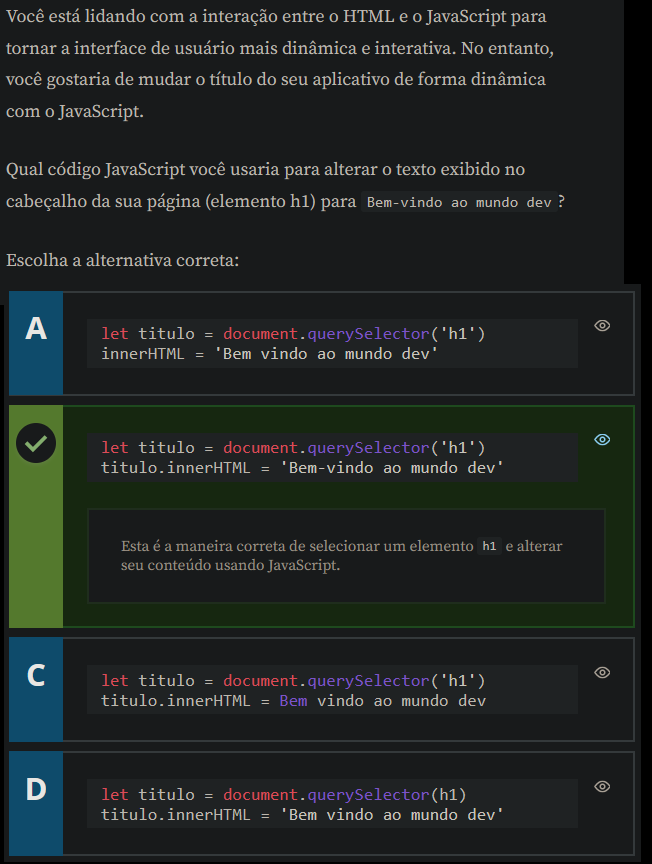 Você está lidando com a interação entre o HTML e o JavaScript para
tornar a interface de usuário mais dinâmica e interativa. No entanto,
você gostaria de mudar o título do seu aplicativo de forma dinâmica
com o JavaScript.
Qual código JavaScript você usaria para alterar o texto exibido no
cabeçalho da sua página (elemento h1) para Bem-vindo ao mundo dev ?
Escolha a alternativa correta:
A
let titulo = document.querySelector('h1')
innerHTML = 'Bem vindo ao mundo dev'
let titulo = document.querySelector('h1')
titulo.innerHTML = 'Bem-vindo ao mundo dev'
Esta é a maneira correta de selecionar um elemento h1 e alterar
seu conteúdo usando JavaScript.
C
let titulo = document.querySelector('h1')
titulo.innerHTML = Bem vindo ao mundo dev
D
let titulo = document.querySelector(h1)
titulo.innerHTML = 'Bem vindo ao mundo dev'